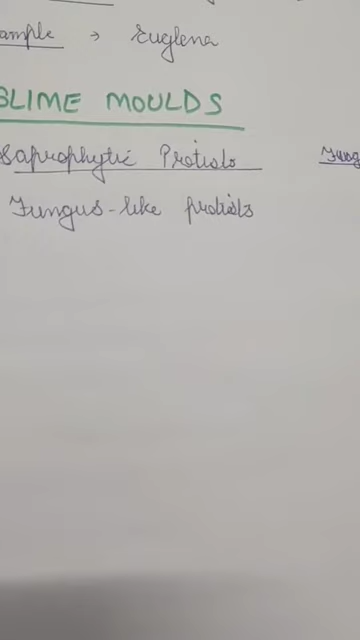 ample → Euglena
SLIME MOULDS
Saprophytic Protists
Fungus-like protists